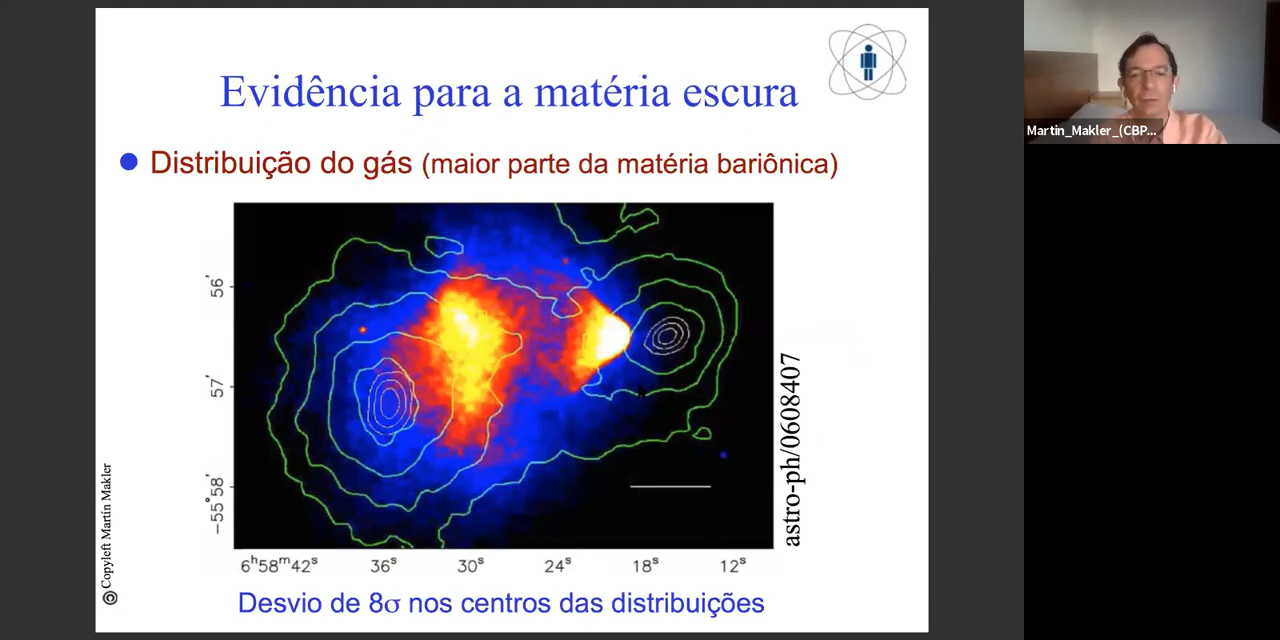 Evidência para a matéria escura
Distribuição do gás (maior parte da matéria bariônica)
56'
57'
−55°58'
6ʰ58ᵐ42ˢ 36ˢ 30ˢ 24ˢ 18ˢ 12ˢ
astro-ph/0608407
Desvio de 8σ nos centros das distribuições
Copyleft Martín Makler
Martin_Makler_(CBP...